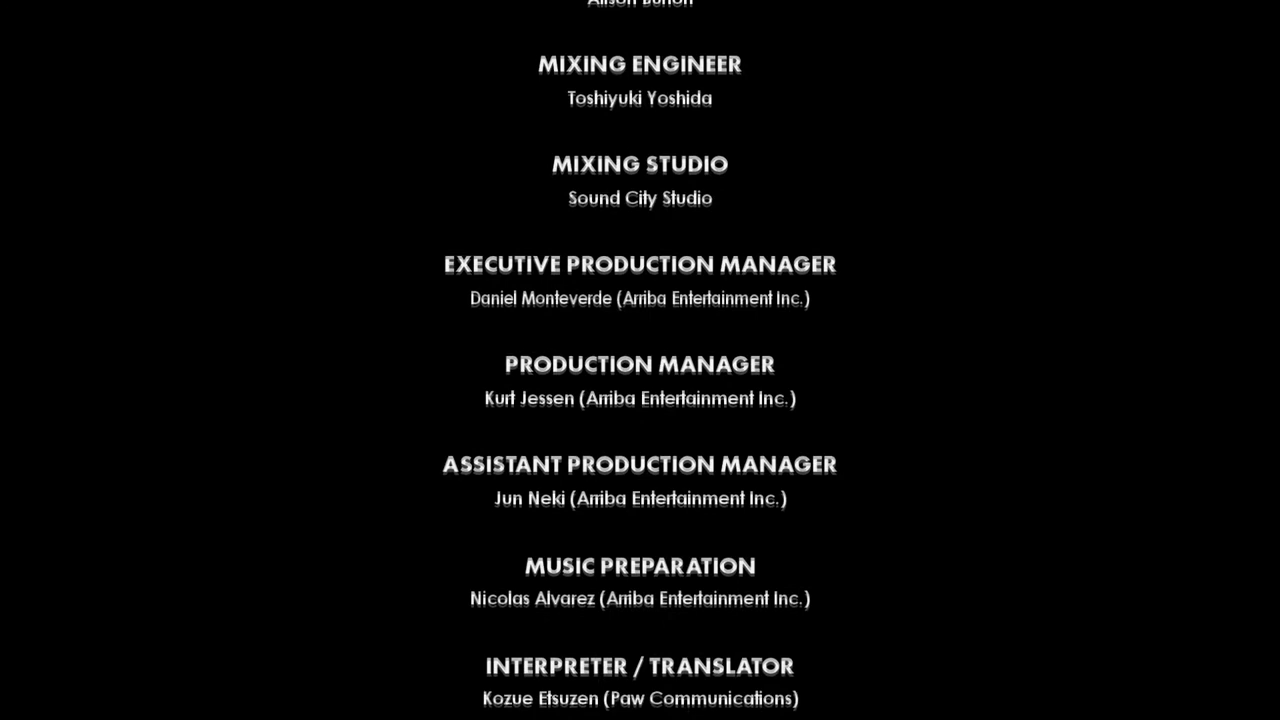 MIXING ENGINEER
Toshiyuki Yoshida
MIXING STUDIO
Sound City Studio
EXECUTIVE PRODUCTION MANAGER
Daniel Monteverde (Arriba Entertainment Inc.)
PRODUCTION MANAGER
Kurt Jessen (Arriba Entertainment Inc.)
ASSISTANT PRODUCTION MANAGER
Jun Neki (Arriba Entertainment Inc.)
MUSIC PREPARATION
Nicolas Alvarez (Arriba Entertainment Inc.)
INTERPRETER / TRANSLATOR
Kozue Etsuzen (Paw Communications)